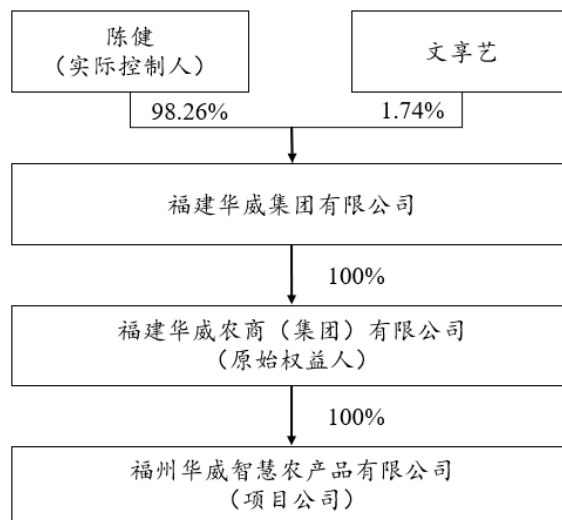 陈健
（实际控制人）
文享艺
98.26%
1.74%
福建华威集团有限公司
100%
福建华威农商（集团）有限公司
（原始权益人）
100%
福州华威智慧农产品有限公司
（项目公司）